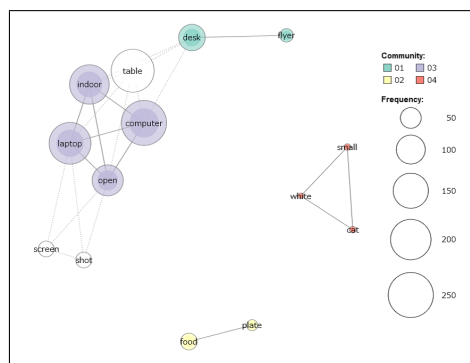 desk
flyer
table
indoor
computer
laptop
open
screen
shot
small
white
cat
plate
food
Community:
01 03
02 04
Frequency:
50
100
150
200
250